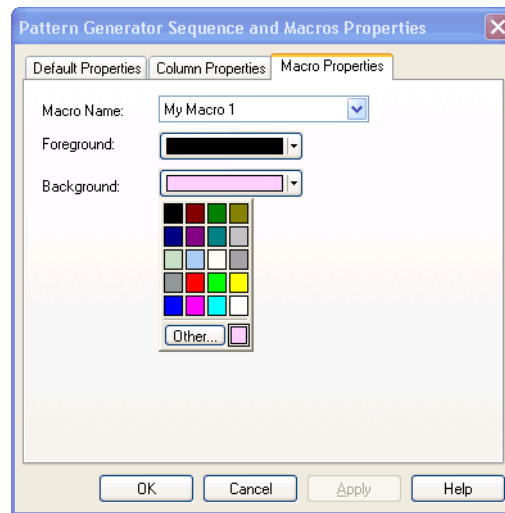 Pattern Generator Sequence and Macros Properties
Default Properties Column Properties Macro Properties
Macro Name: My Macro 1
Foreground:
Background:
Other...
OK Cancel Apply Help